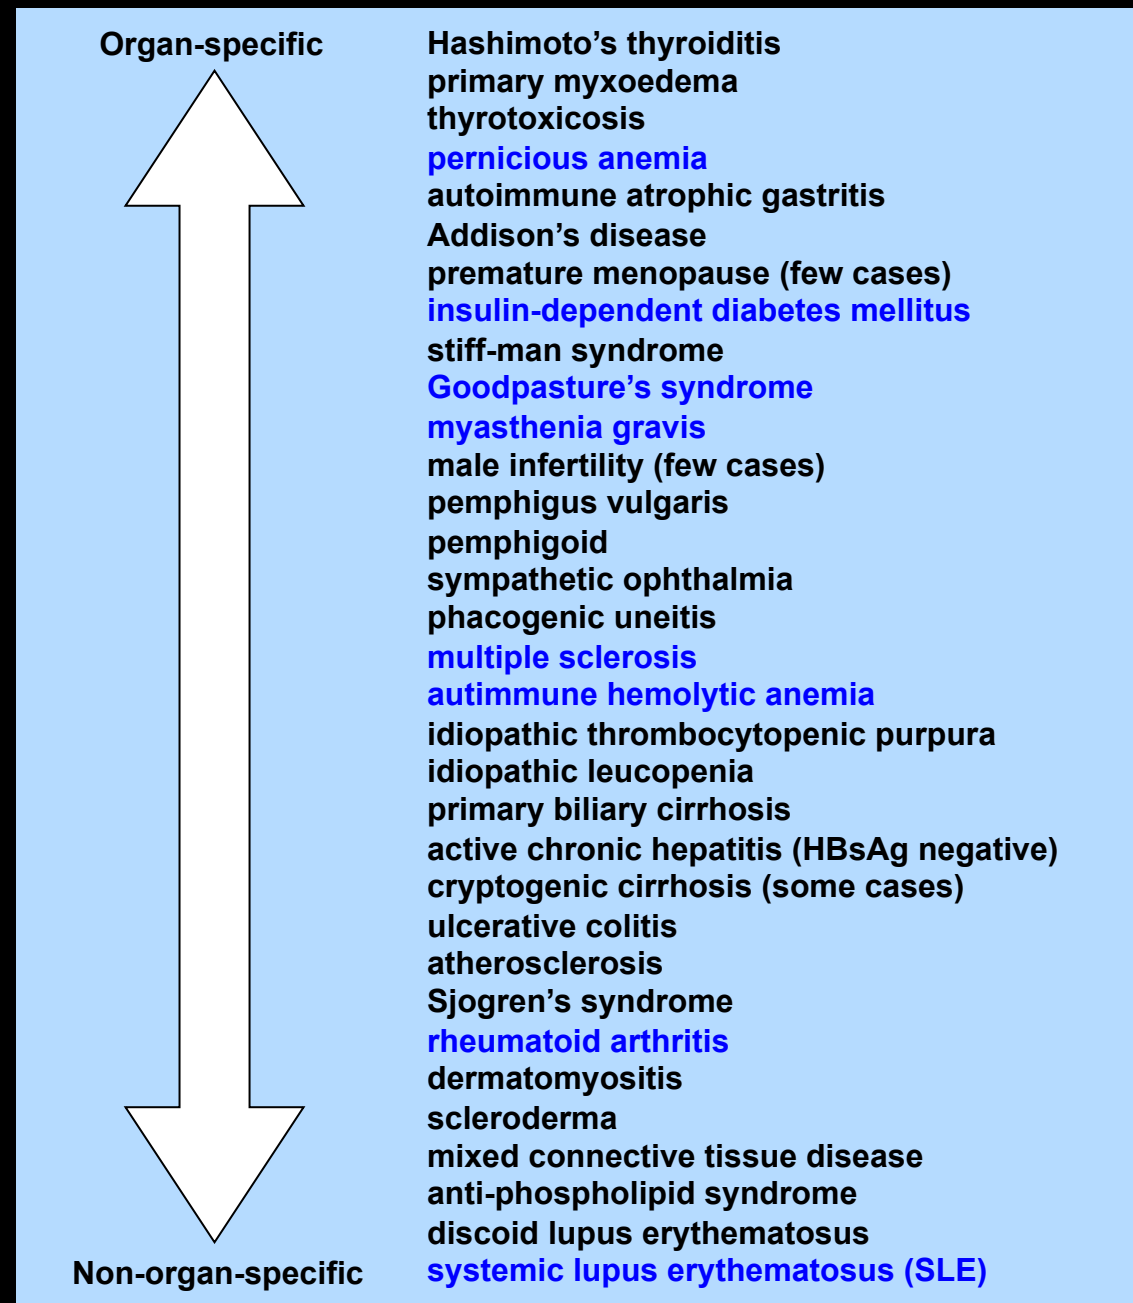 Organ-specific
Hashimoto’s thyroiditis
primary myxoedema
thyrotoxicosis
pernicious anemia
autoimmune atrophic gastritis
Addison’s disease
premature menopause (few cases)
insulin-dependent diabetes mellitus
stiff-man syndrome
Goodpasture’s syndrome
myasthenia gravis
male infertility (few cases)
pemphigus vulgaris
pemphigoid
sympathetic ophthalmia
phacogenic uneitis
multiple sclerosis
autimmune hemolytic anemia
idiopathic thrombocytopenic purpura
idiopathic leucopenia
primary biliary cirrhosis
active chronic hepatitis (HBsAg negative)
cryptogenic cirrhosis (some cases)
ulcerative colitis
atherosclerosis
Sjogren’s syndrome
rheumatoid arthritis
dermatomyositis
scleroderma
mixed connective tissue disease
anti-phospholipid syndrome
discoid lupus erythematosus
systemic lupus erythematosus (SLE)
Non-organ-specific